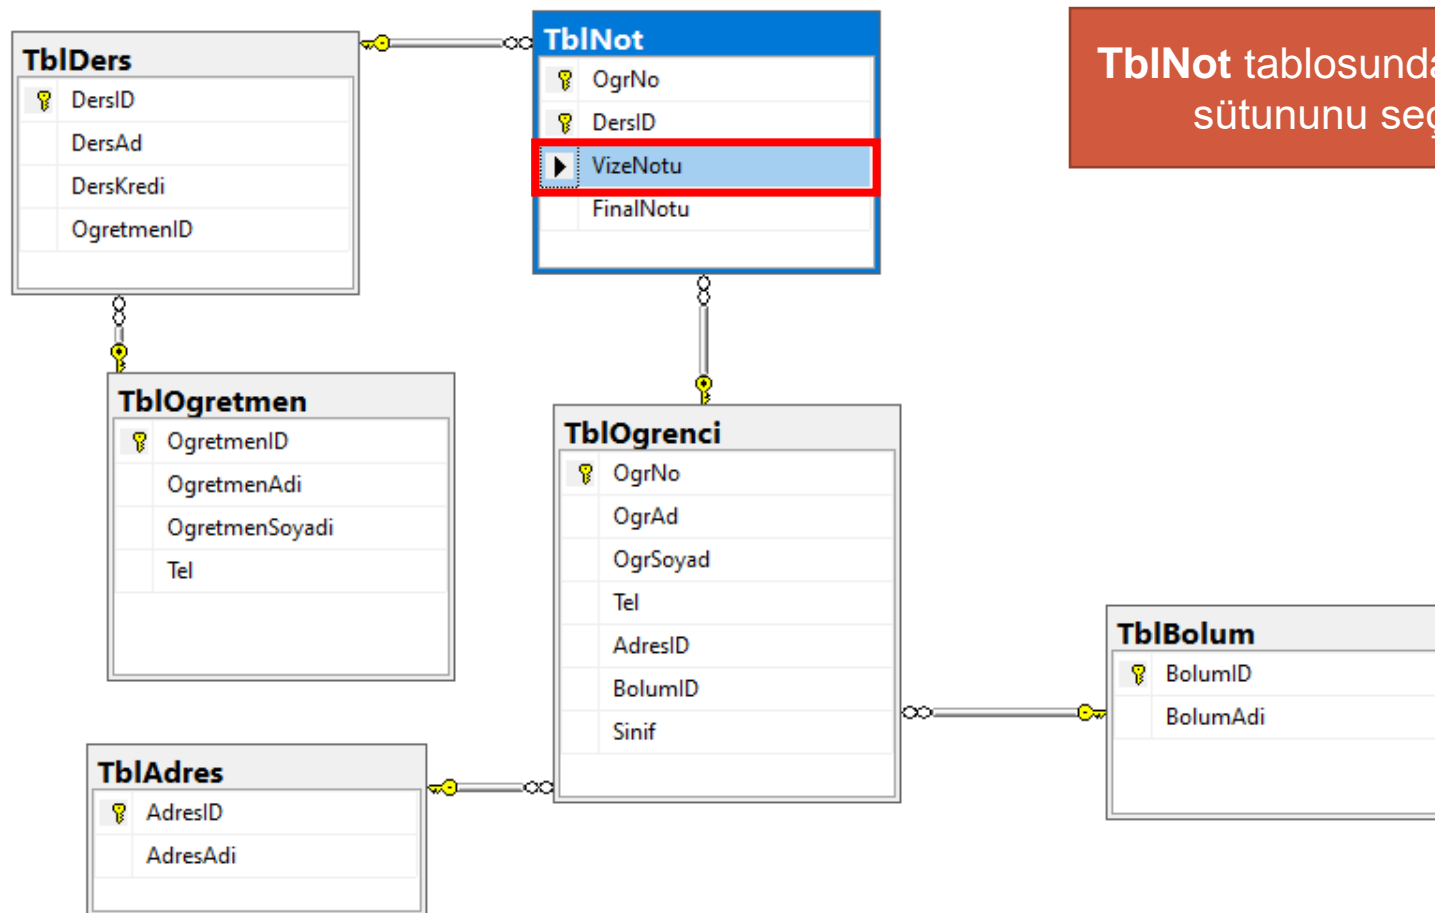 TblDers
DersID
DersAd
DersKredi
OgretmenID
TblNot
OgrNo
DersID
VizeNotu
FinalNotu
TblNot tablosunda
sütununu seç
TblOgretmen
OgretmenID
OgretmenAdi
OgretmenSoyadi
Tel
TblOgrenci
OgrNo
OgrAd
OgrSoyad
Tel
AdresID
BolumID
Sinif
TblBolum
BolumID
BolumAdi
TblAdres
AdresID
AdresAdi